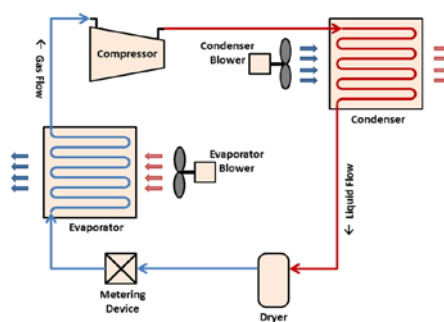 Compressor
Condenser
Blower
Condenser
← Gas Flow
Evaporator
Blower
Evaporator
← Liquid Flow
Metering
Device
Dryer